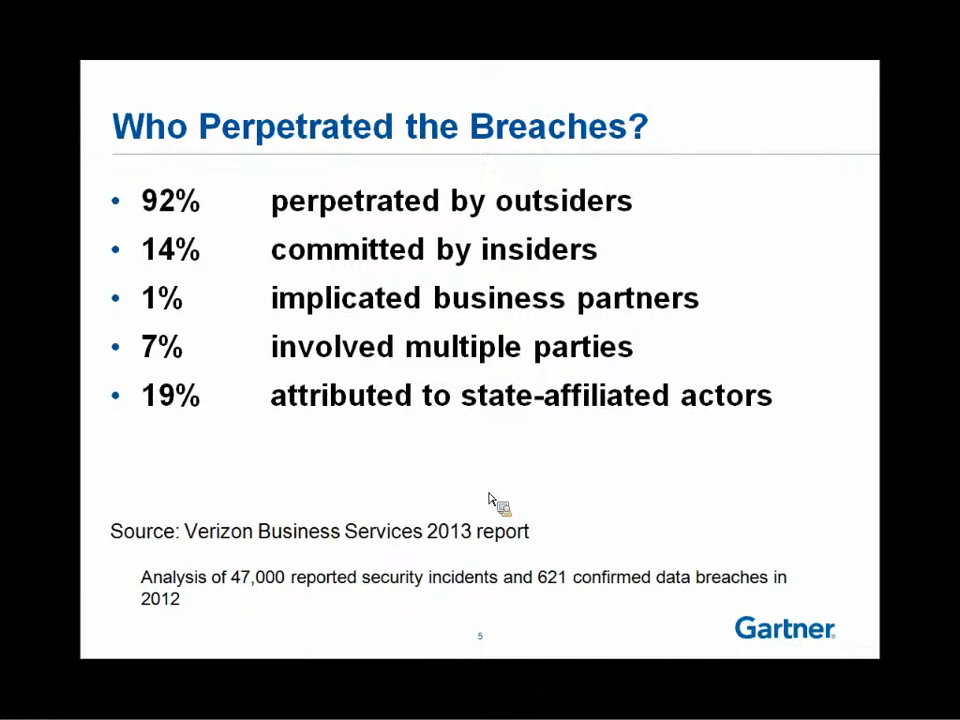 Who Perpetrated the Breaches?
• 92% perpetrated by outsiders
• 14% committed by insiders
• 1% implicated business partners
• 7% involved multiple parties
• 19% attributed to state-affiliated actors
Source: Verizon Business Services 2013 report
Analysis of 47,000 reported security incidents and 621 confirmed data breaches in
2012
5
Gartner.